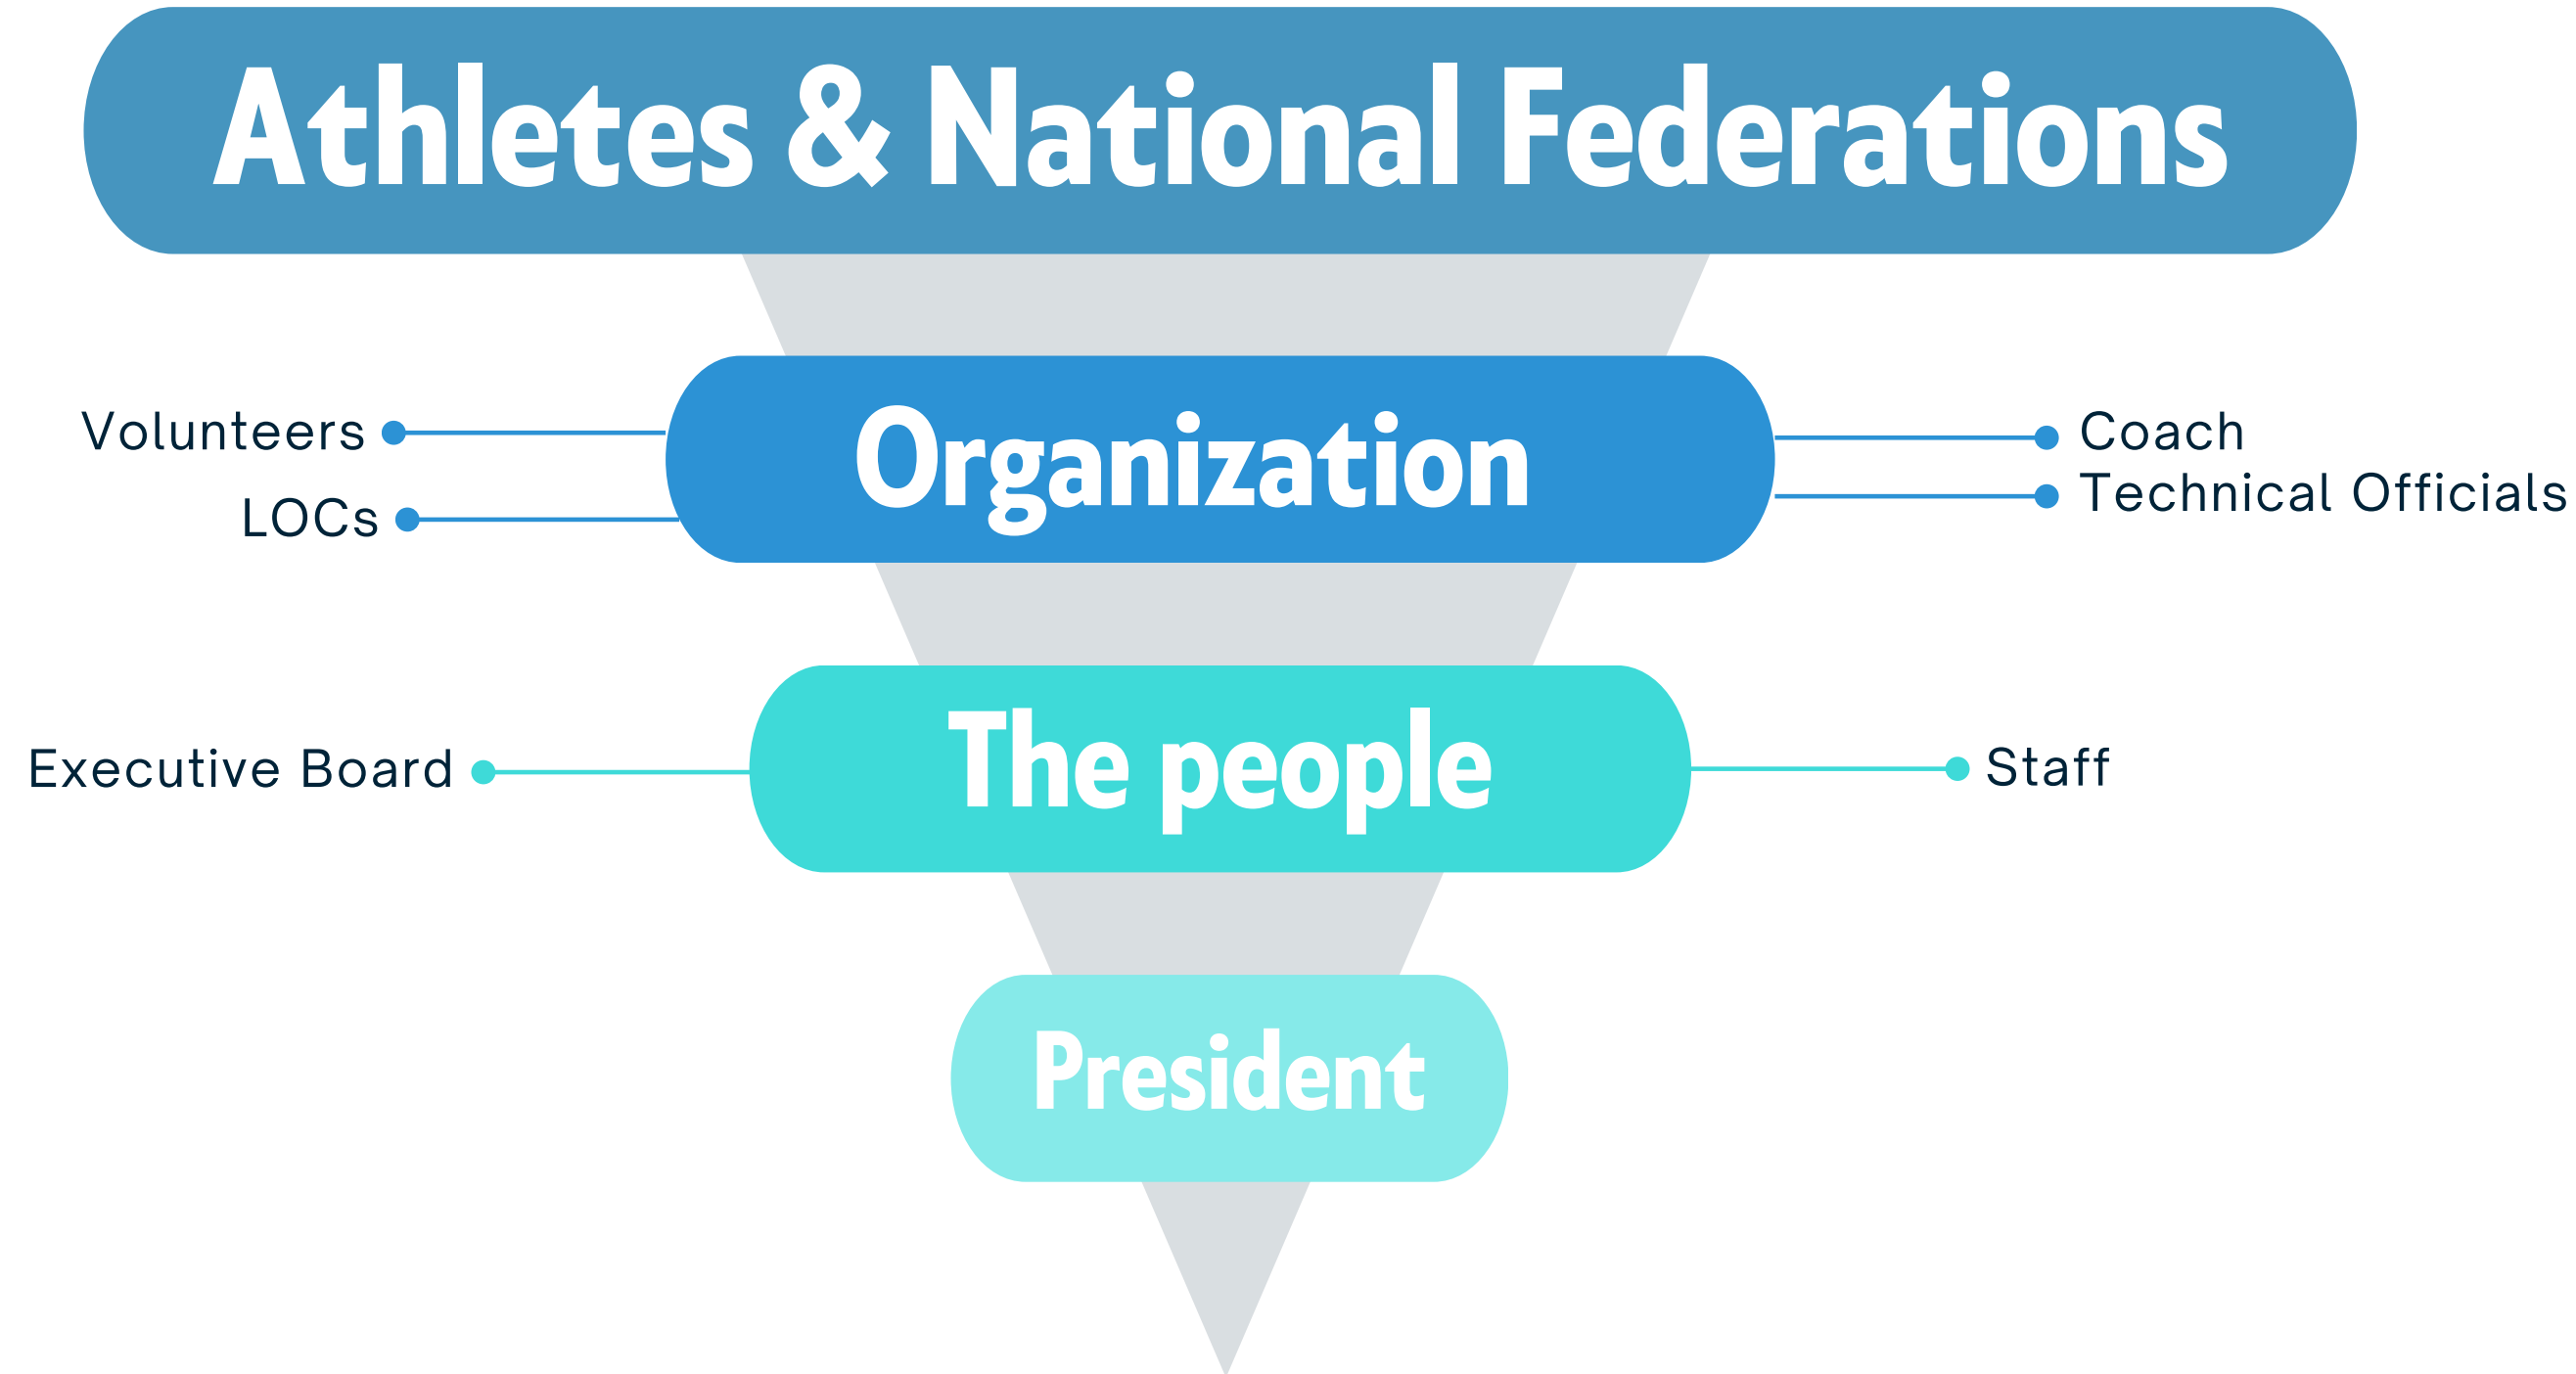 Athletes & National Federations
Volunteers
LOCs
Organization
Coach
Technical Officials
Executive Board
The people
Staff
President